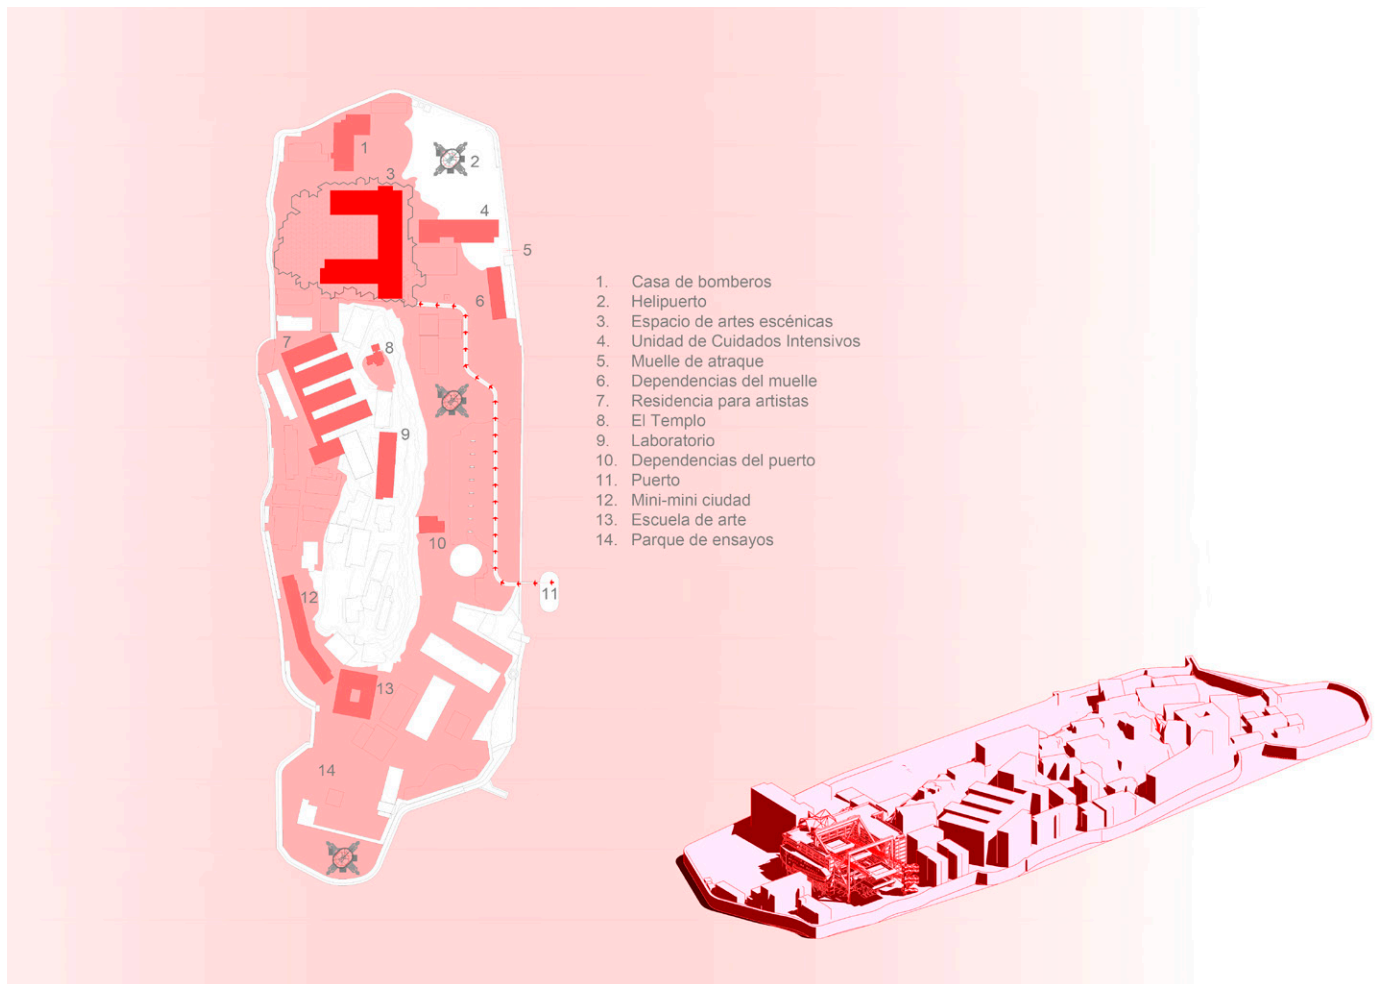 1
2
3
4
5
6
7
8
9
10
11
12
13
14
1. Casa de bomberos
2. Helipuerto
3. Espacio de artes escénicas
4. Unidad de Cuidados Intensivos
5. Muelle de atraque
6. Dependencias del muelle
7. Residencia para artistas
8. El Templo
9. Laboratorio
10. Dependencias del puerto
11. Puerto
12. Mini-mini ciudad
13. Escuela de arte
14. Parque de ensayos